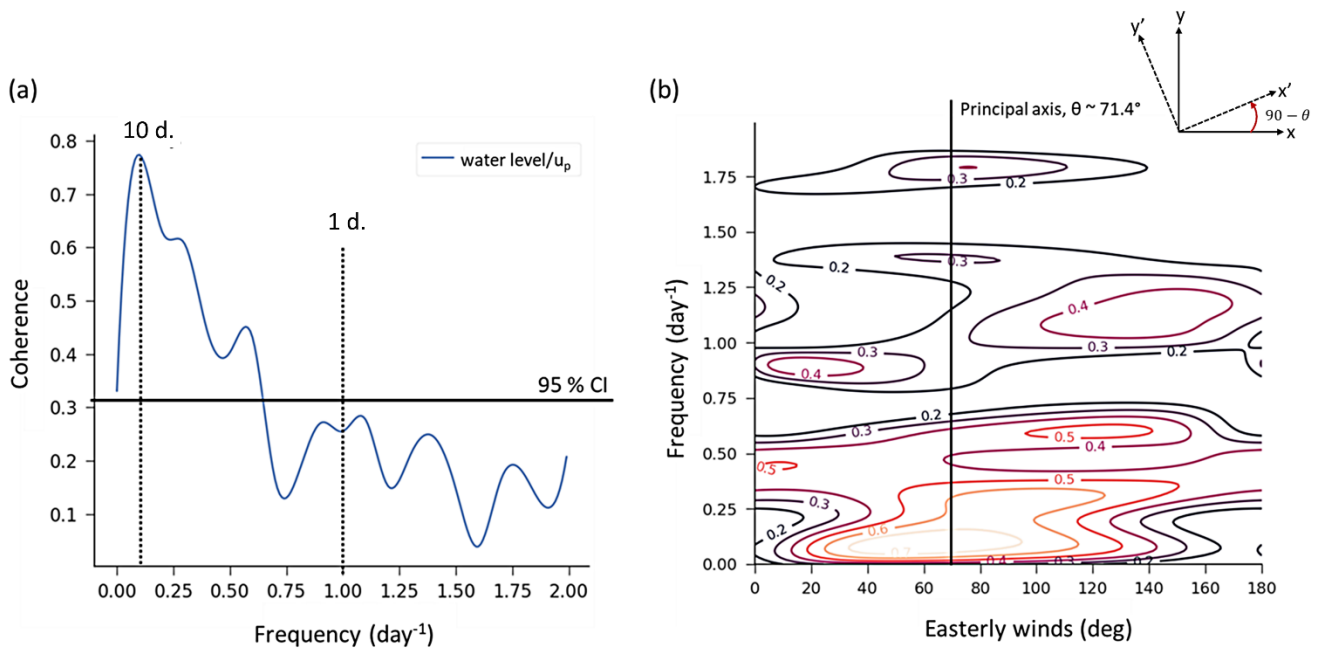 (a)
10 d.
1 d.
water level/uₚ
95 % CI
0.8
0.7
0.6
0.5
0.4
0.3
0.2
0.1
Coherence
0.00 0.25 0.50 0.75 1.00 1.25 1.50 1.75 2.00
Frequency (day⁻¹)
(b)
Principal axis, θ ~ 71.4°
y'
y
x'
90 − θ
x
1.75
1.50
1.25
1.00
0.75
0.50
0.25
0.00
Frequency (day⁻¹)
0.3
0.2
0.3
0.2
0.2
0.4
0.3
0.3
0.2
0.4
0.2
0.3
0.5
0.4
0.5
0.5
0.3
0.6
0.2
0.7
0.4
0.3
0.2
0 20 40 60 80 100 120 140 160 180
Easterly winds (deg)